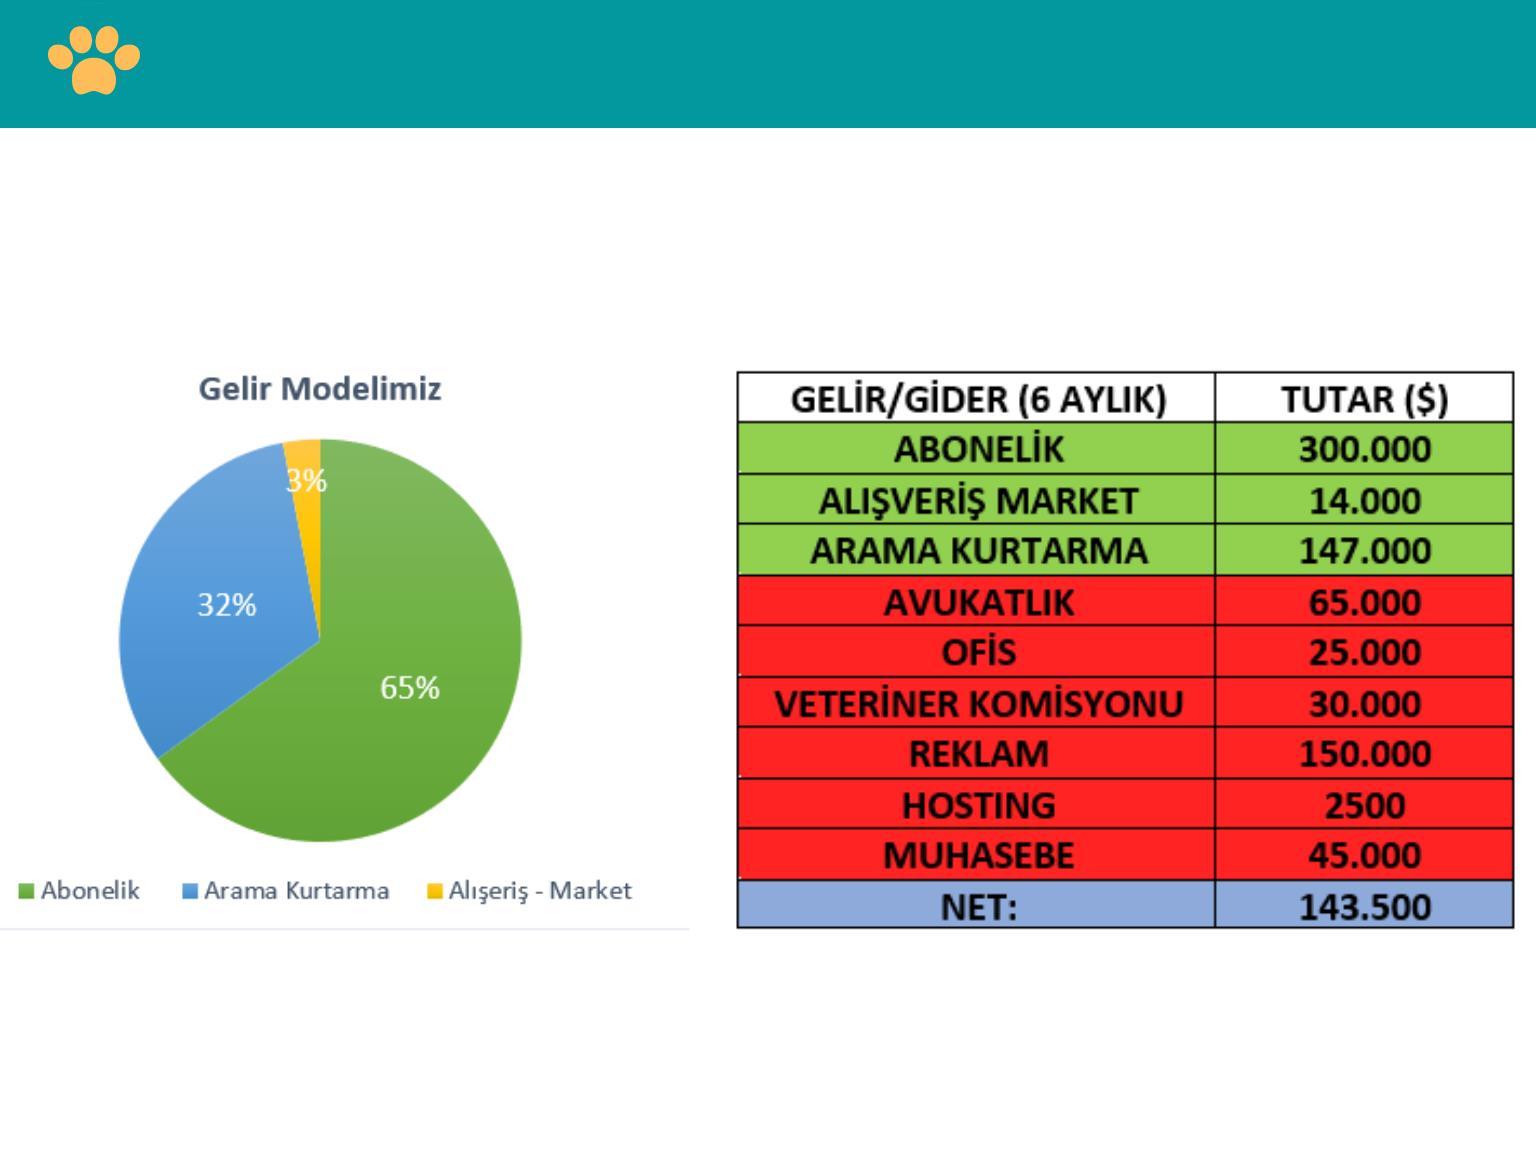 Gelir Modelimiz
3%
32%
65%
Abonelik Arama Kurtarma Alışeriş - Market
GELİR/GİDER (6 AYLIK) TUTAR ($)
ABONELİK 300.000
ALIŞVERİŞ MARKET 14.000
ARAMA KURTARMA 147.000
AVUKATLIK 65.000
OFİS 25.000
VETERİNER KOMİSYONU 30.000
REKLAM 150.000
HOSTING 2500
MUHASEBE 45.000
NET: 143.500